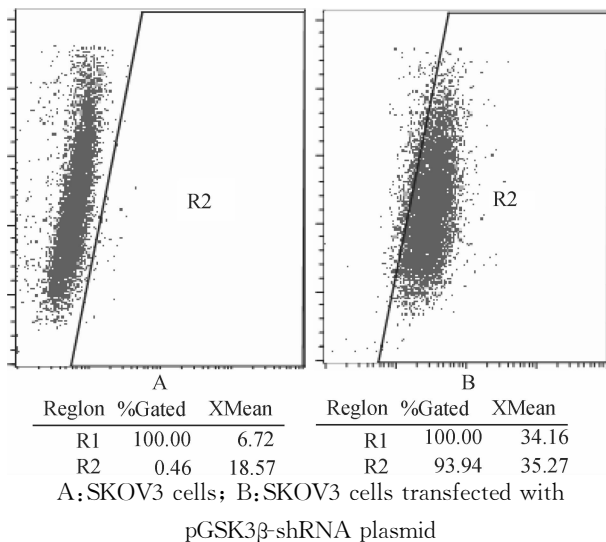 R2
R2
A
B
Reglon %Gated XMean
R1 100.00 6.72
R2 0.46 18.57
Reglon %Gated XMean
R1 100.00 34.16
R2 93.94 35.27
A:SKOV3 cells; B:SKOV3 cells transfected with
pGSK3β-shRNA plasmid